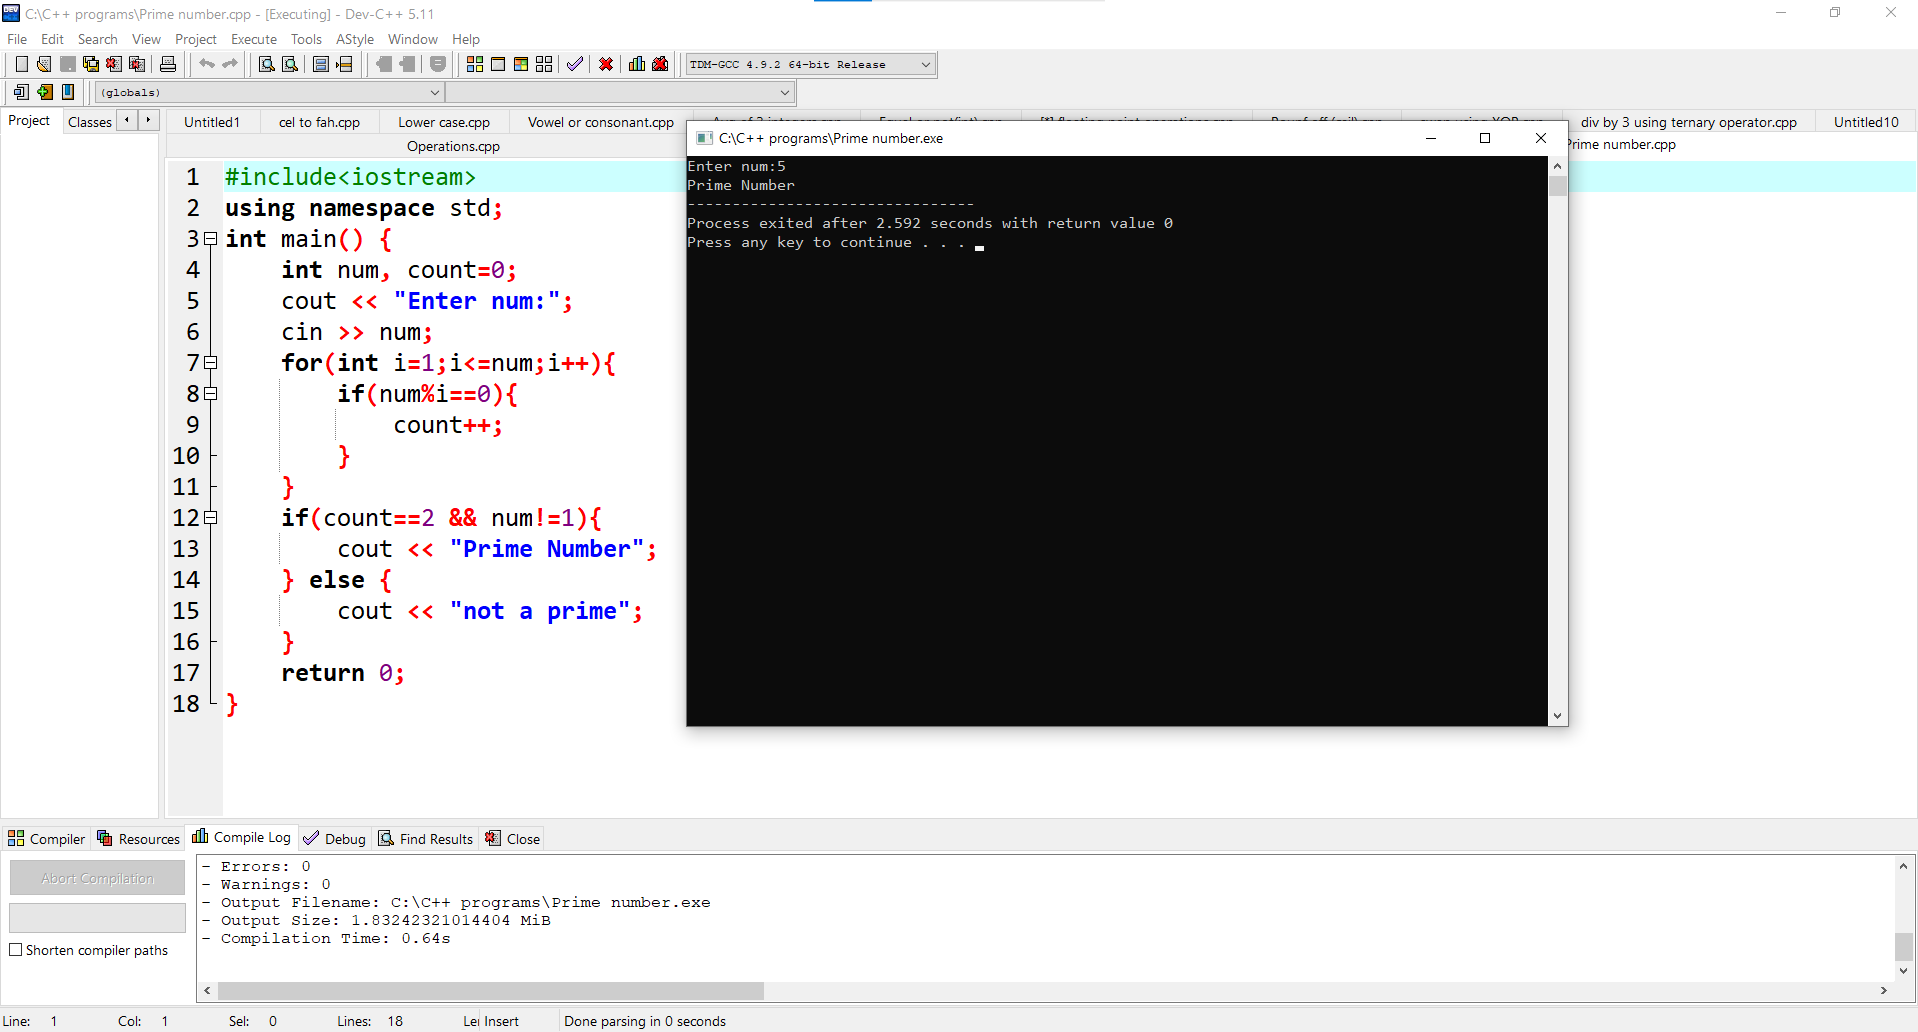 C:\C++ programs\Prime number.cpp - [Executing] - Dev-C++ 5.11
File Edit Search View Project Execute Tools AStyle Window Help
TDM-GCC 4.9.2 64-bit Release
(globals)
Project Classes
Untitled1 cel to fah.cpp Lower case.cpp Vowel or consonant.cpp div by 3 using ternary operator.cpp Untitled10
Operations.cpp Prime number.cpp
1 #include<iostream>
2 using namespace std;
3 int main() {
4 int num, count=0;
5 cout << "Enter num:";
6 cin >> num;
7 for(int i=1;i<=num;i++){
8 if(num%i==0){
9 count++;
10 }
11 }
12 if(count==2 && num!=1){
13 cout << "Prime Number";
14 } else {
15 cout << "not a prime";
16 }
17 return 0;
18 }
C:\C++ programs\Prime number.exe
Enter num:5
Prime Number
--------------------------------
Process exited after 2.592 seconds with return value 0
Press any key to continue . . .
Compiler Resources Compile Log Debug Find Results Close
Abort Compilation
Shorten compiler paths
- Errors: 0
- Warnings: 0
- Output Filename: C:\C++ programs\Prime number.exe
- Output Size: 1.83242321014404 MiB
- Compilation Time: 0.64s
Line: 1 Col: 1 Sel: 0 Lines: 18 Insert Done parsing in 0 seconds